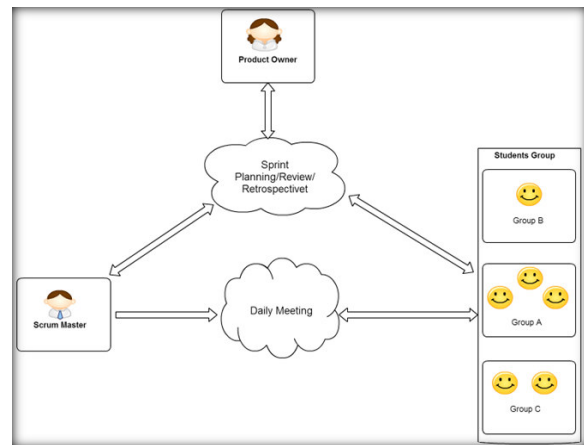 Product Owner
Sprint
Planning/Review/
Retrospectivet
Students Group
Group B
Scrum Master
Daily Meeting
Group A
Group C